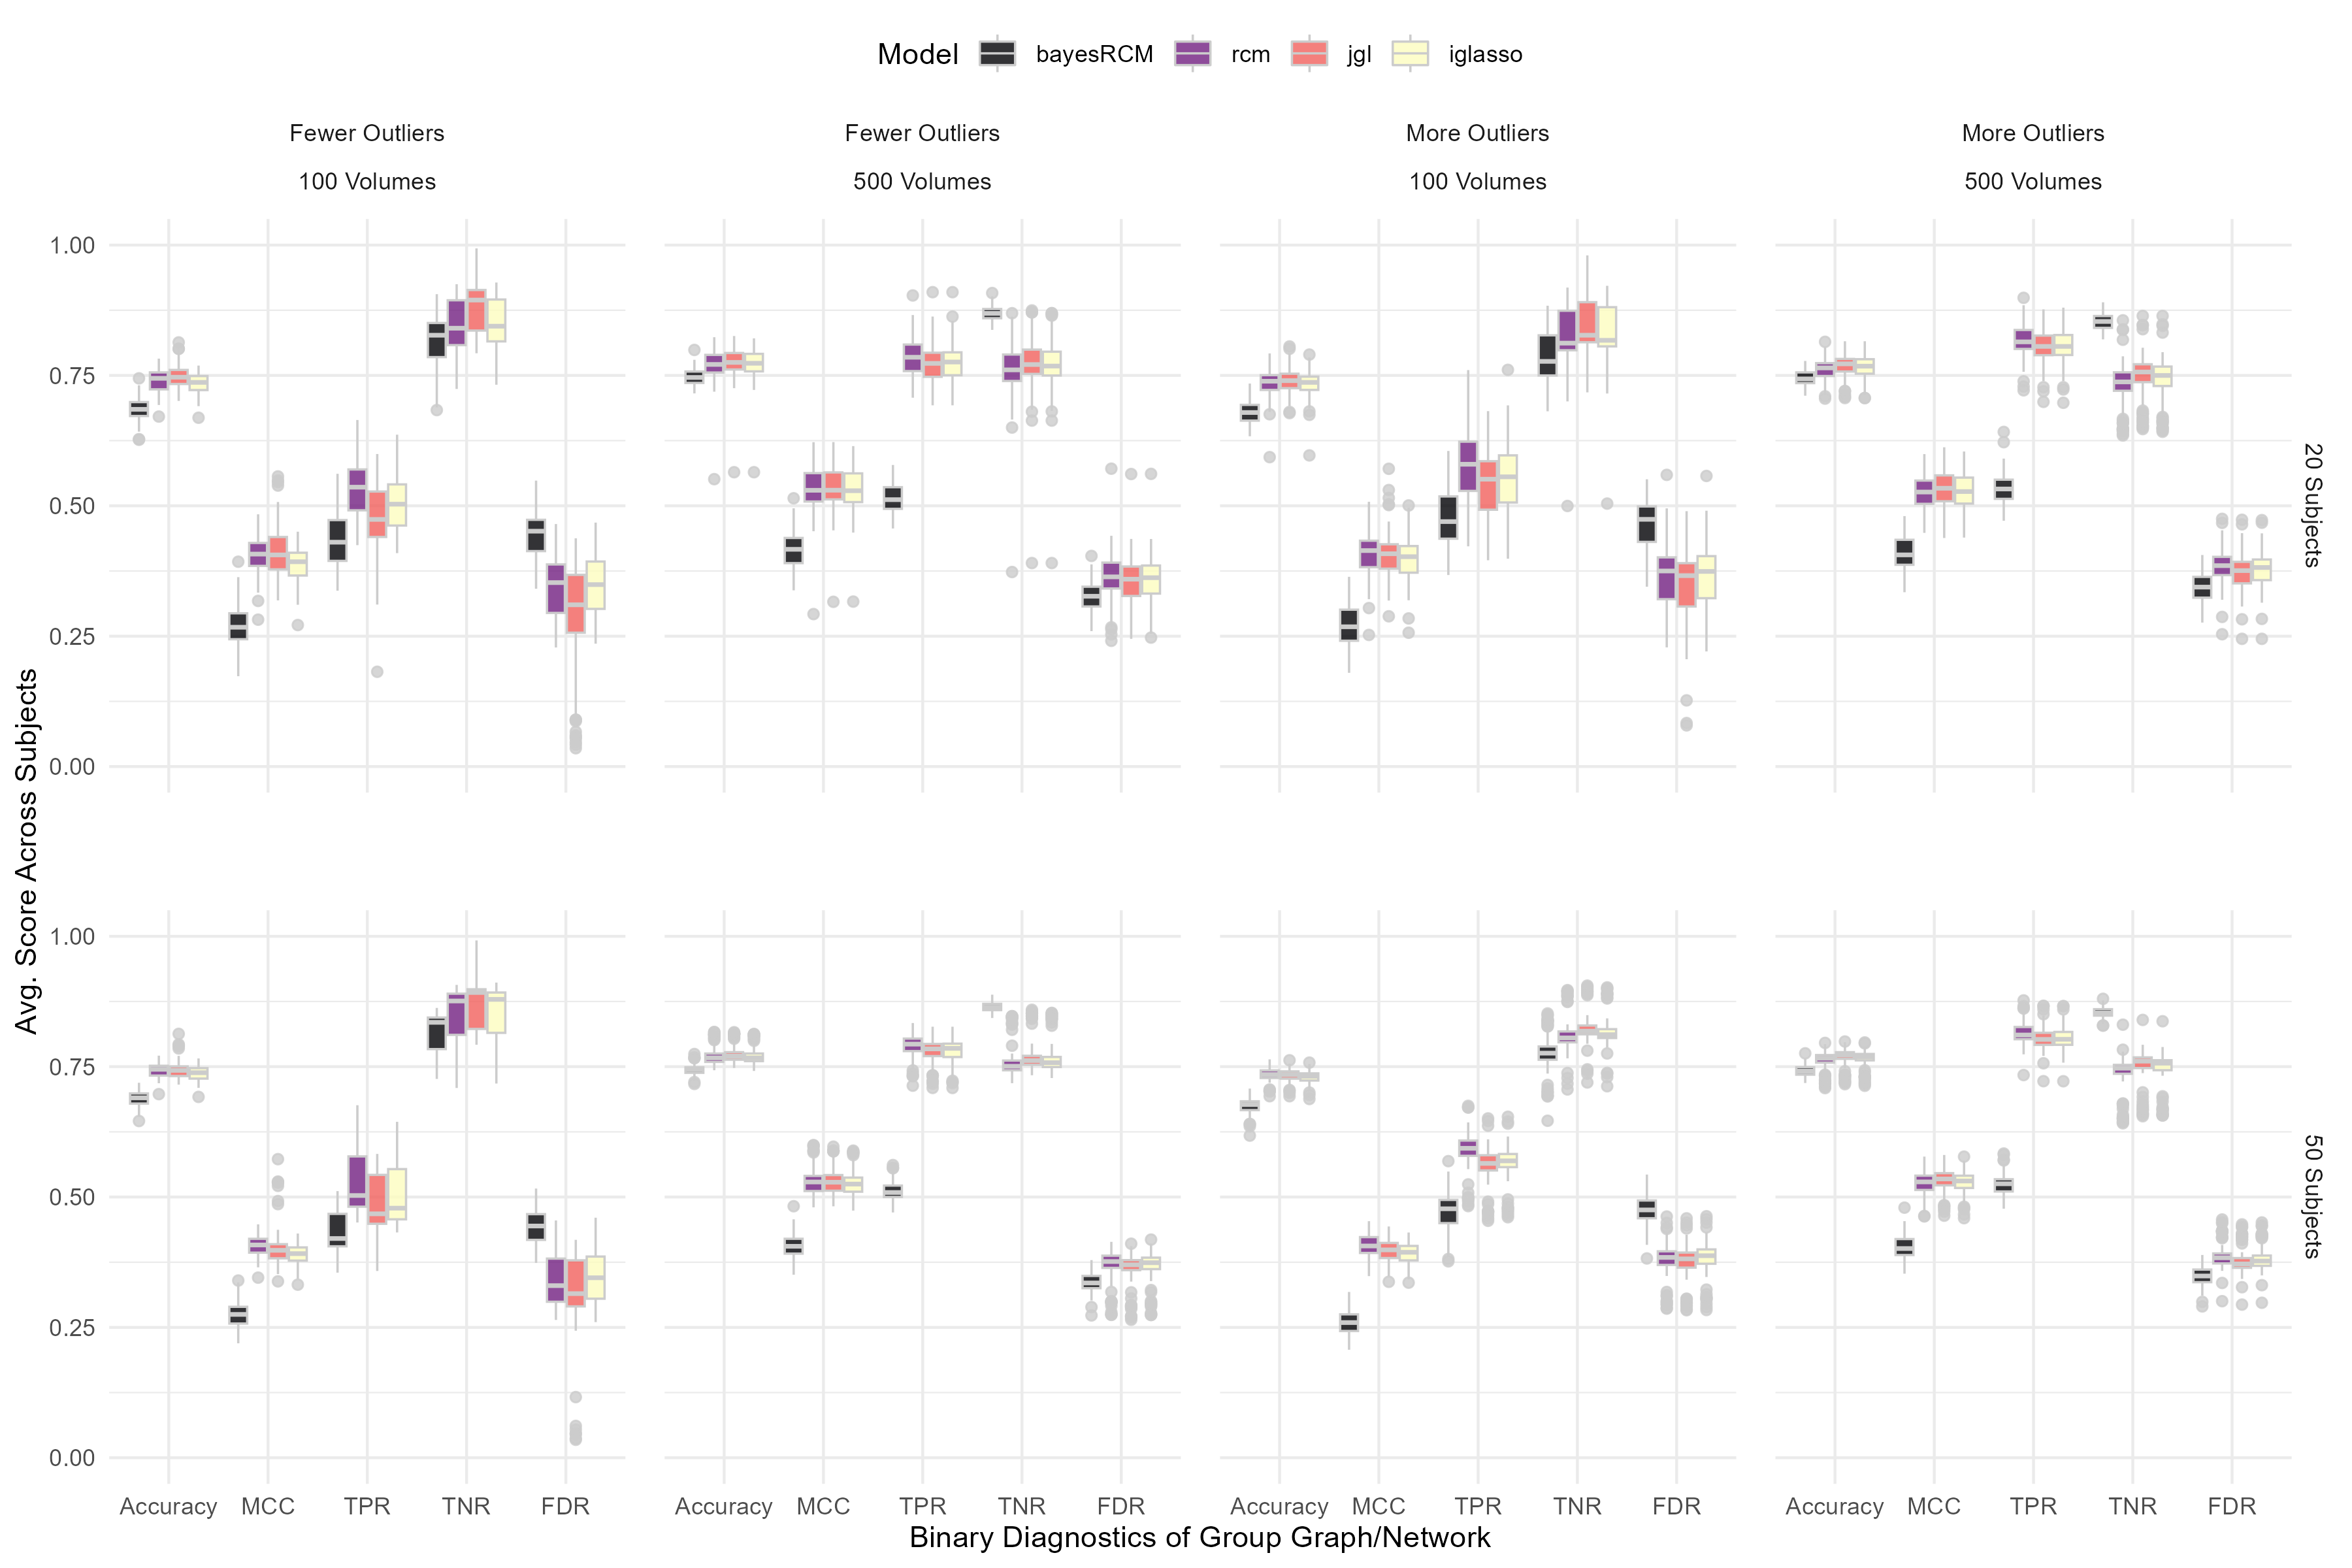 Model bayesRCM rcm jgl iglasso
Fewer Outliers Fewer Outliers More Outliers More Outliers
100 Volumes 500 Volumes 100 Volumes 500 Volumes
1.00
0.75
0.50
0.25
0.00
20 Subjects
Avg. Score Across Subjects
1.00
0.75
0.50
0.25
0.00
50 Subjects
Accuracy MCC TPR TNR FDR Accuracy MCC TPR TNR FDR Accuracy MCC TPR TNR FDR Accuracy MCC TPR TNR FDR
Binary Diagnostics of Group Graph/Network